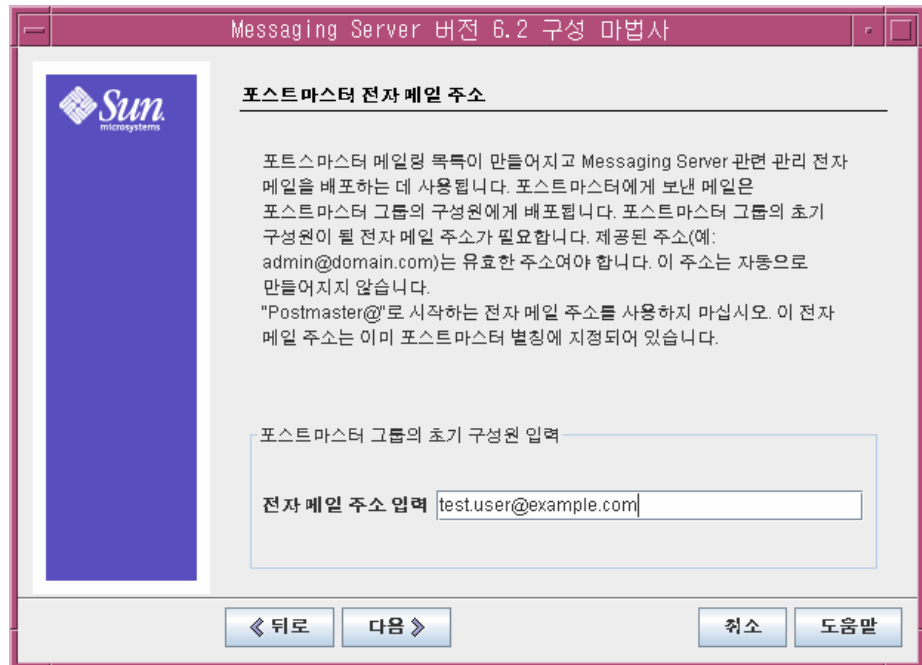 Messaging Server 버전 6.2 구성 마법사
Sun
microsystems
포스트마스터 전자 메일 주소
포트스마스터 메일링 목록이 만들어지고 Messaging Server 관련 관리 전자
메일을 배포하는 데 사용됩니다. 포스트마스터에게 보낸 메일은
포스트마스터 그룹의 구성원에게 배포됩니다. 포스트마스터 그룹의 초기
구성원이 될 전자 메일 주소가 필요합니다. 제공된 주소(예:
admin@domain.com)는 유효한 주소여야 합니다. 이 주소는 자동으로
만들어지지 않습니다.
"Postmaster@"로 시작하는 전자 메일 주소를 사용하지 마십시오. 이 전자
메일 주소는 이미 포스트마스터 별칭에 지정되어 있습니다.
포스트마스터 그룹의 초기 구성원 입력
전자 메일 주소 입력 test.user@example.com
뒤로 다음 취소 도움말